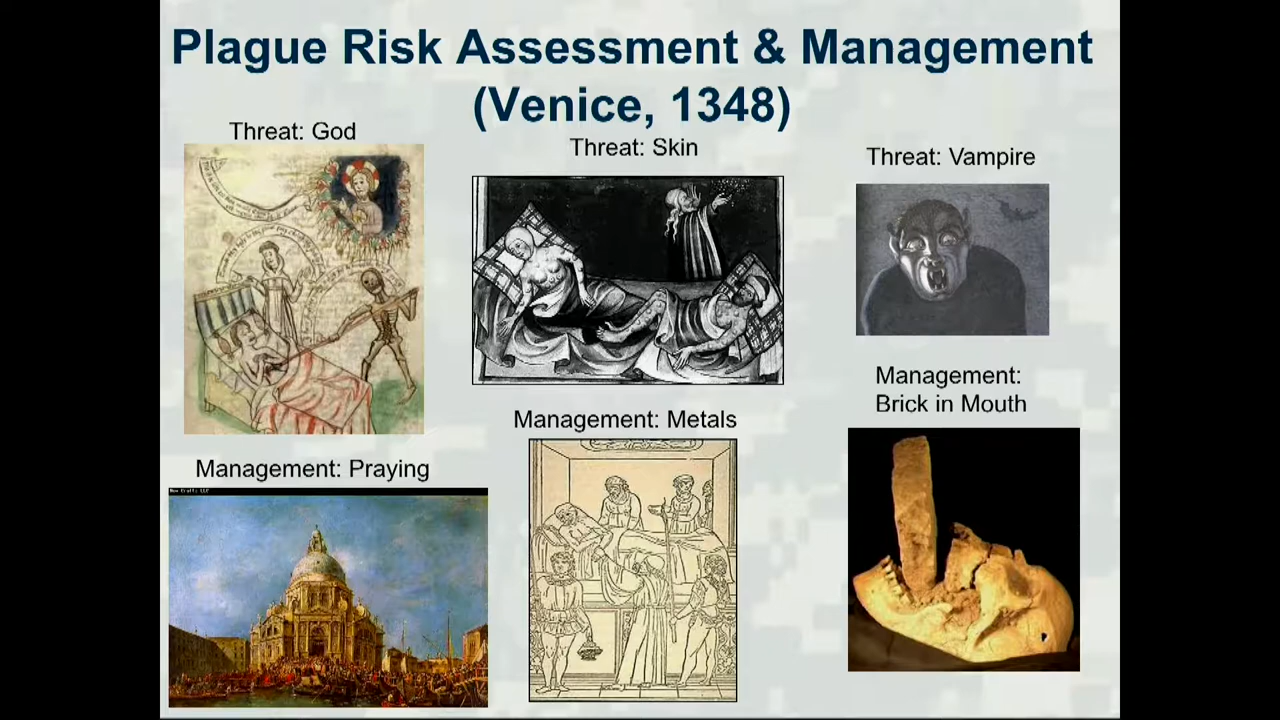 Plague Risk Assessment & Management
(Venice, 1348)
Threat: God
Threat: Skin
Threat: Vampire
Management:
Brick in Mouth
Management: Metals
Management: Praying